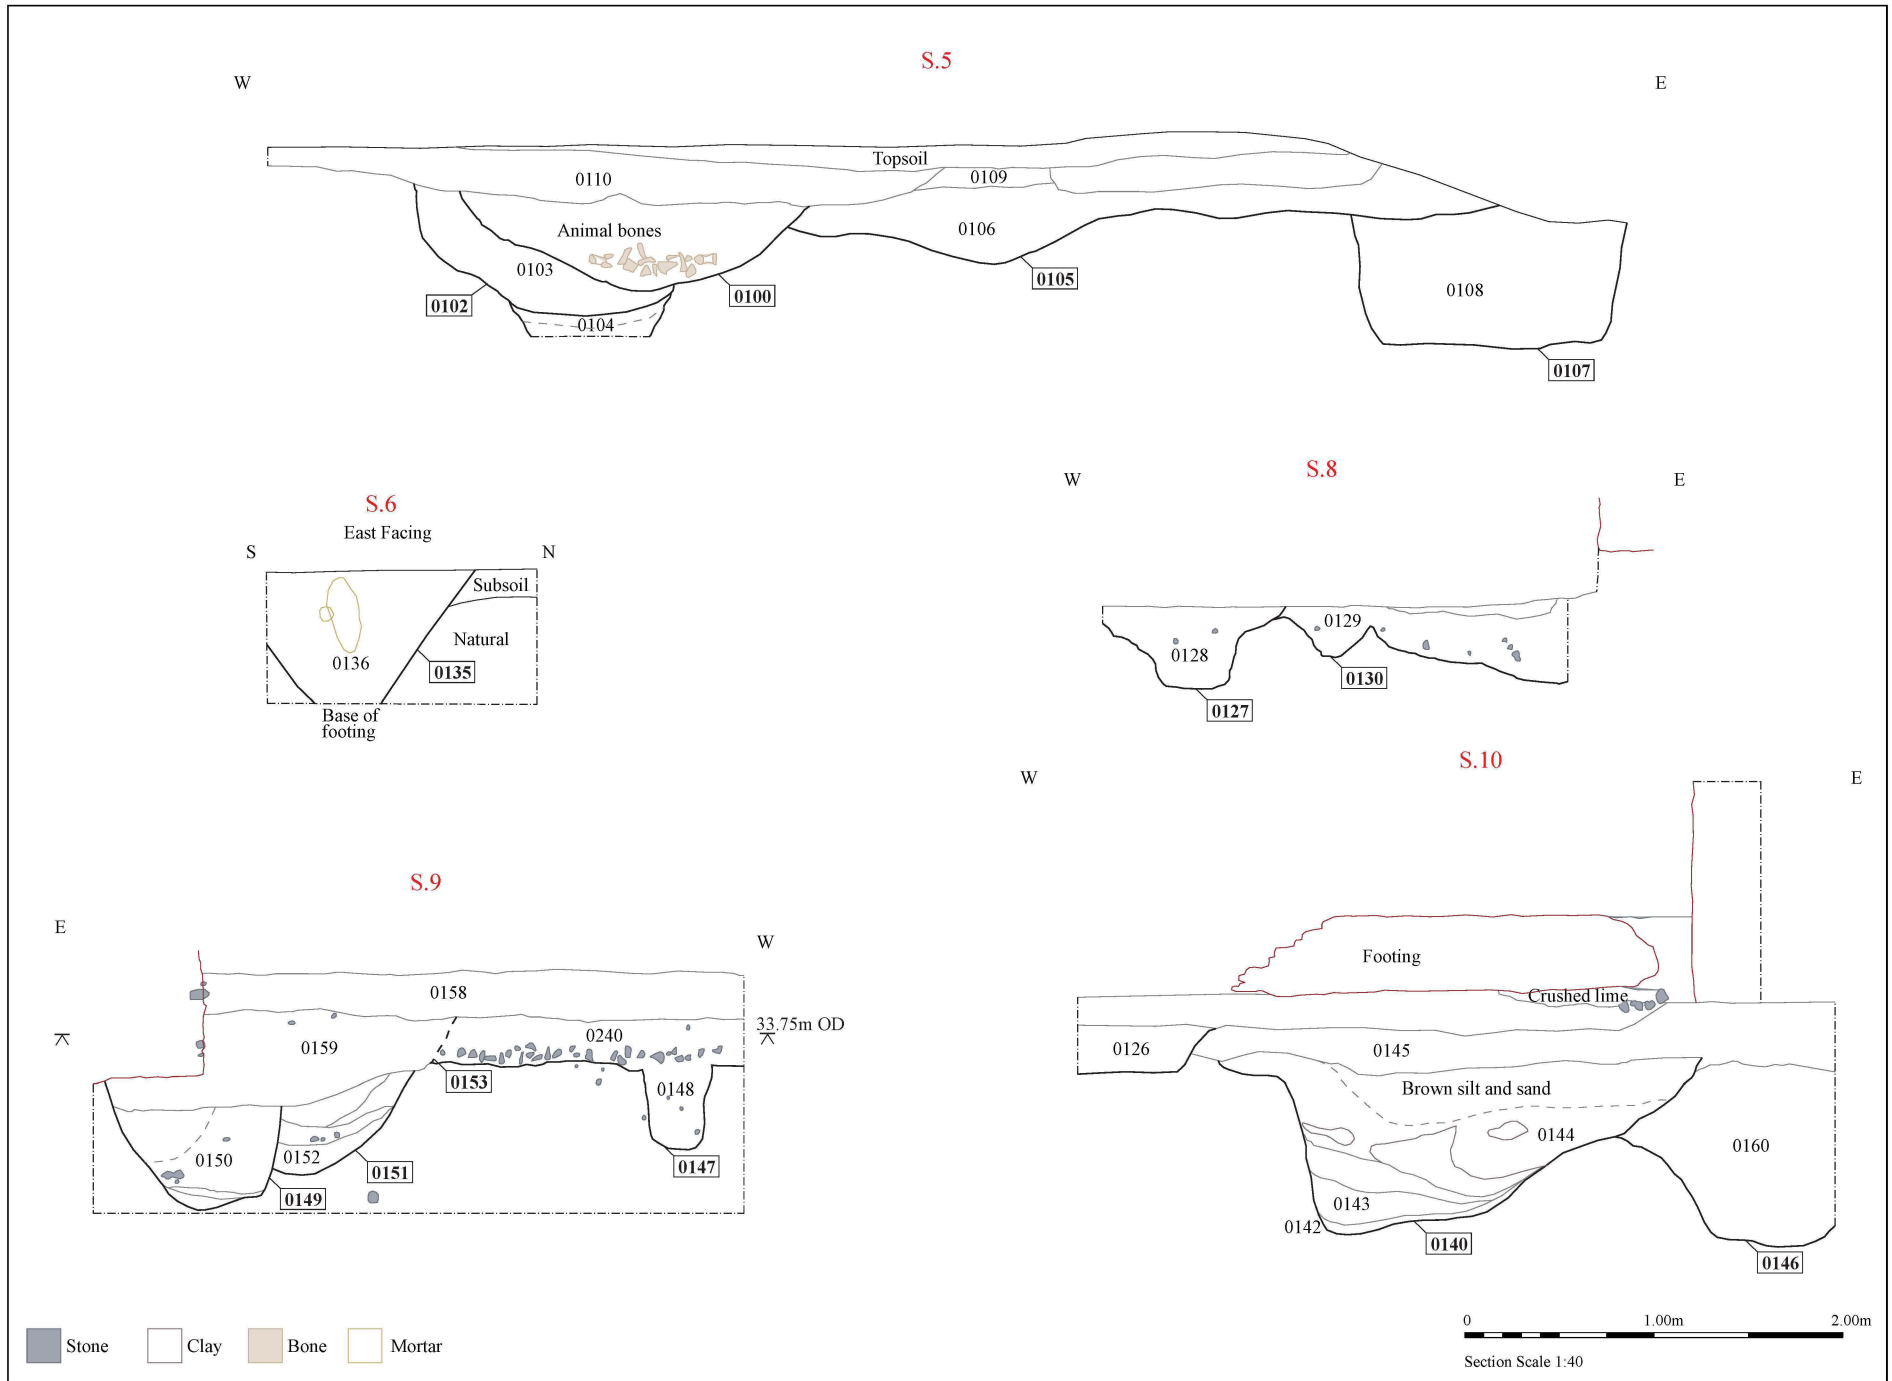 S.5
W
E
Topsoil
0110
0109
0106
Animal bones
0103
0102
0100
0105
0104
0108
0107
S.6
East Facing
S
N
Subsoil
Natural
0136
0135
Base of
footing
S.8
W
E
0129
0128
0130
0127
S.9
E
W
0158
33.75m OD
0159
0240
0153
0148
0150
0152
0151
0147
0149
S.10
W
E
Footing
Crushed lime
0126
0145
Brown silt and sand
0144
0160
0143
0142
0140
0146
Stone
Clay
Bone
Mortar
0 1.00m 2.00m
Section Scale 1:40